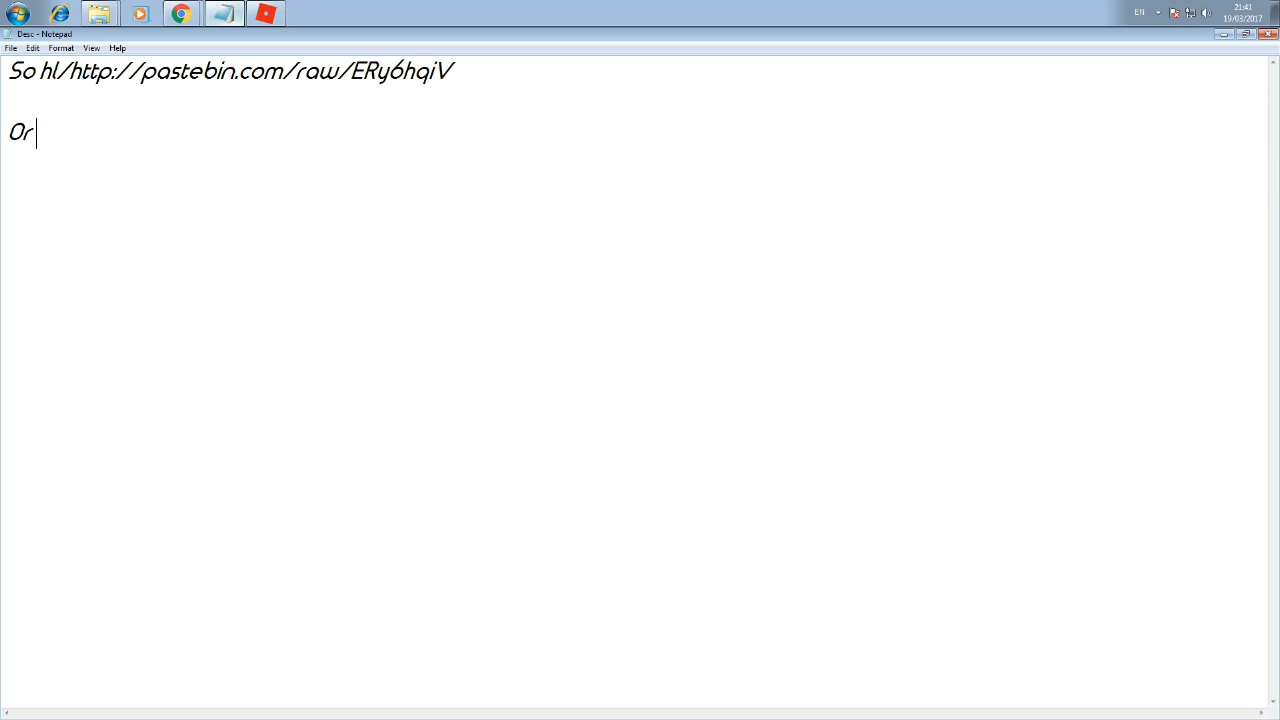 EN
21:41
19/03/2017
Desc - Notepad
File Edit Format View Help
So hl/http://pastebin.com/raw/ERy6hqiV
Or